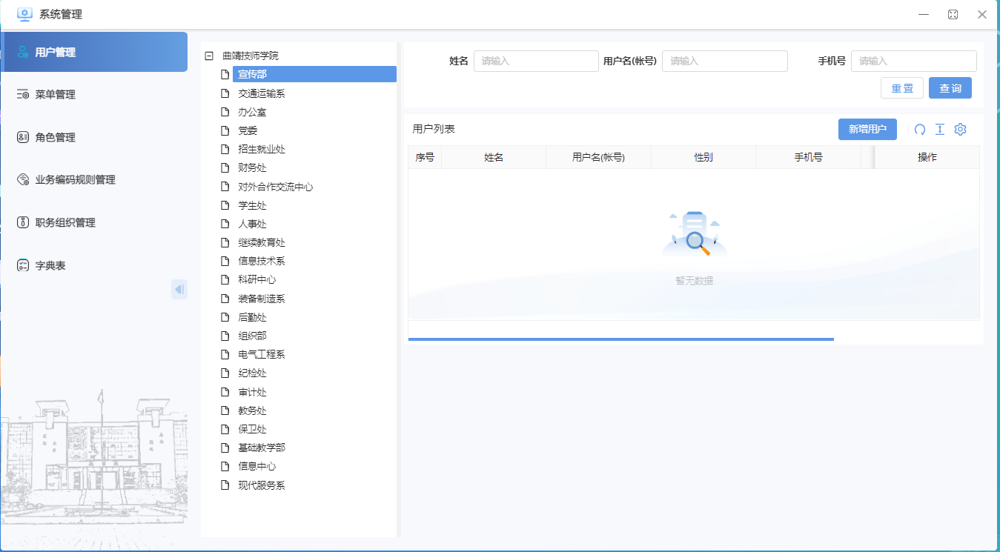 系统管理
用户管理
菜单管理
角色管理
业务编码规则管理
职务组织管理
字典表
曲靖技师学院
宣传部
交通运输系
办公室
党委
招生就业处
财务处
对外合作交流中心
学生处
人事处
继续教育处
信息技术系
科研中心
装备制造系
后勤处
组织部
电气工程系
纪检处
审计处
教务处
保卫处
基础教学部
信息中心
现代服务系
姓名 请输入 用户名(帐号) 请输入 手机号 请输入
重置 查询
用户列表 新增用户
序号 姓名 用户名(帐号) 性别 手机号 操作
暂无数据